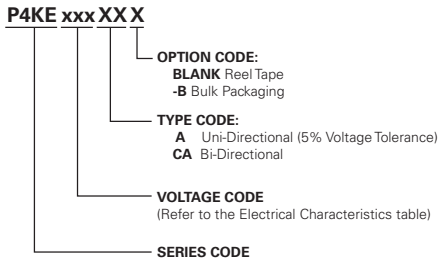 P4KE xxx XX X
OPTION CODE:
BLANK Reel Tape
-B Bulk Packaging
TYPE CODE:
A Uni-Directional (5% Voltage Tolerance)
CA Bi-Directional
VOLTAGE CODE
(Refer to the Electrical Characteristics table)
SERIES CODE